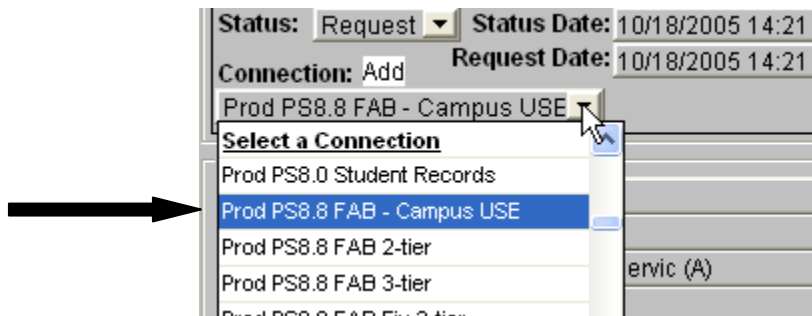 Status: Request Status Date: 10/18/2005 14:21
Request Date: 10/18/2005 14:21
Connection: Add
Prod PS8.8 FAB - Campus USE
Select a Connection
Prod PS8.0 Student Records
Prod PS8.8 FAB - Campus USE
Prod PS8.8 FAB 2-tier
Prod PS8.8 FAB 3-tier
ervic (A)